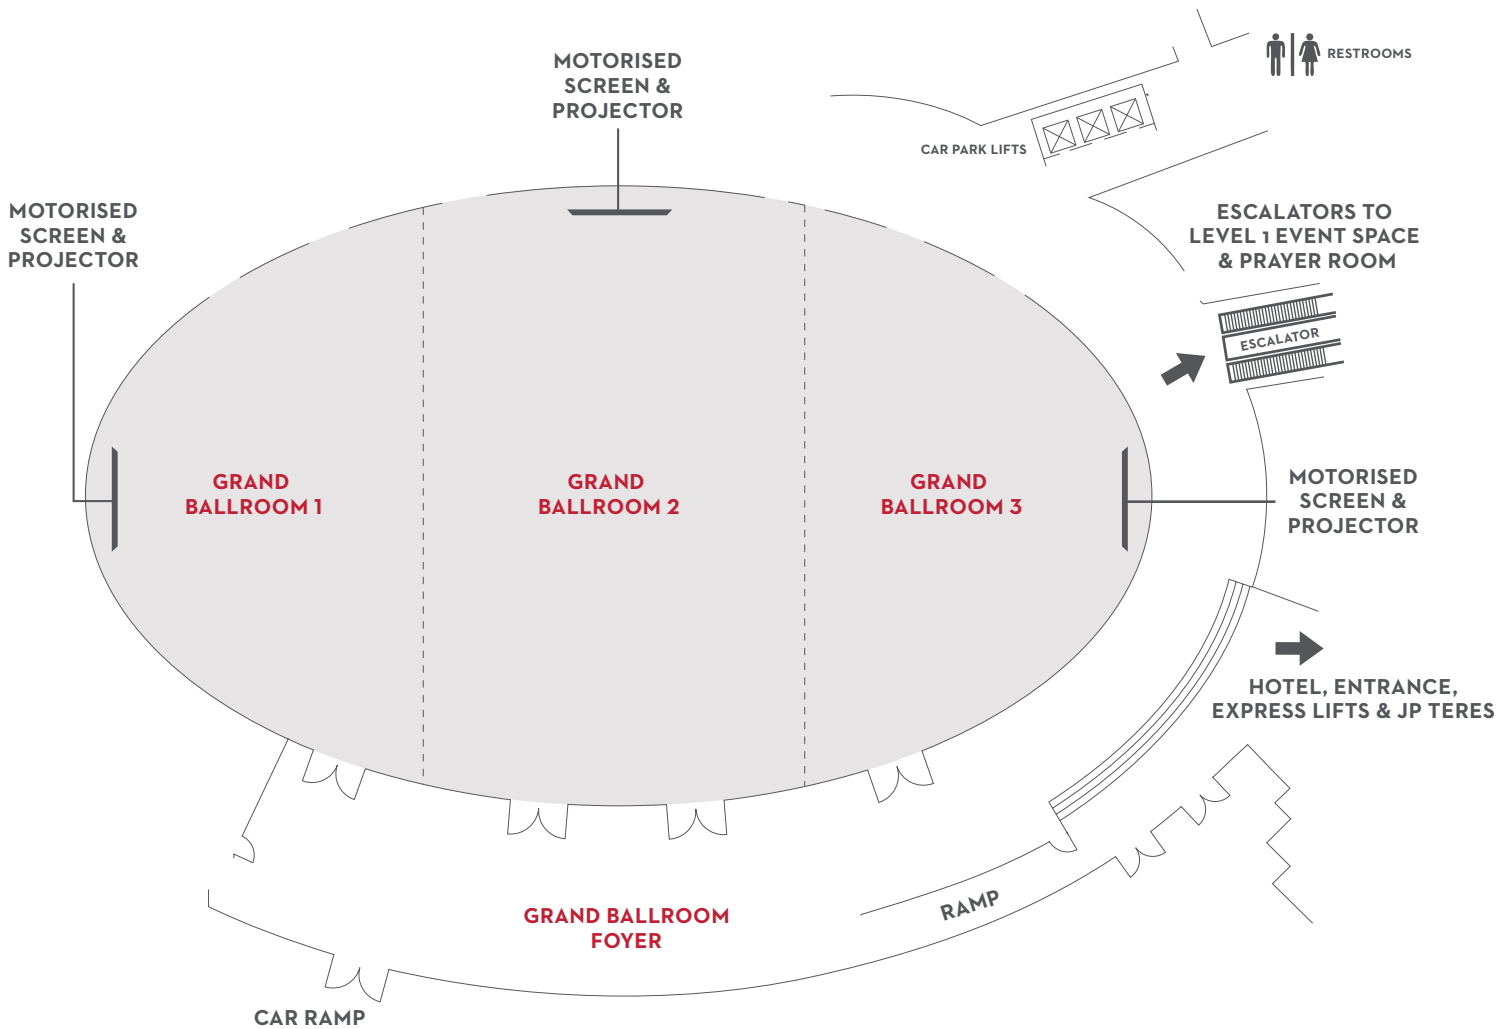 MOTORISED
SCREEN &
PROJECTOR
RESTROOMS
CAR PARK LIFTS
MOTORISED
SCREEN &
PROJECTOR
ESCALATORS TO
LEVEL 1 EVENT SPACE
& PRAYER ROOM
ESCALATOR
GRAND
BALLROOM 1
GRAND
BALLROOM 2
GRAND
BALLROOM 3
MOTORISED
SCREEN &
PROJECTOR
HOTEL, ENTRANCE,
EXPRESS LIFTS & JP TERES
RAMP
GRAND BALLROOM
FOYER
CAR RAMP